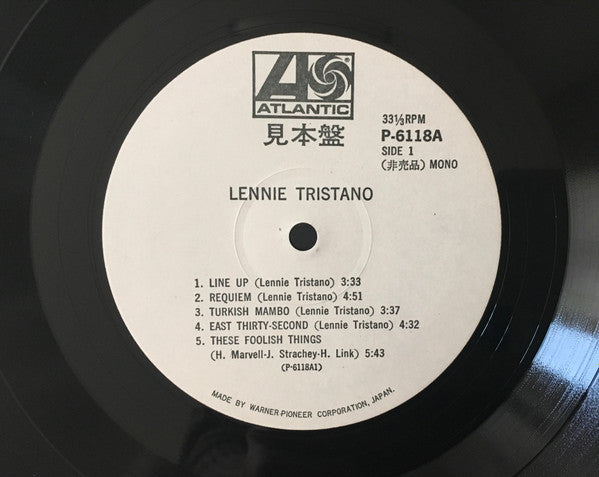 ATLANTIC
見本盤
33⅓RPM
P-6118A
SIDE 1
(非売品) MONO
LENNIE TRISTANO
1. LINE UP (Lennie Tristano) 3:33
2. REQUIEM (Lennie Tristano) 4:51
3. TURKISH MAMBO (Lennie Tristano) 3:37
4. EAST THIRTY-SECOND (Lennie Tristano) 4:32
5. THESE FOOLISH THINGS
(H. Marvell-J. Strachey-H. Link) 5:43
(P-6118A1)
MADE BY WARNER-PIONEER CORPORATION, JAPAN.